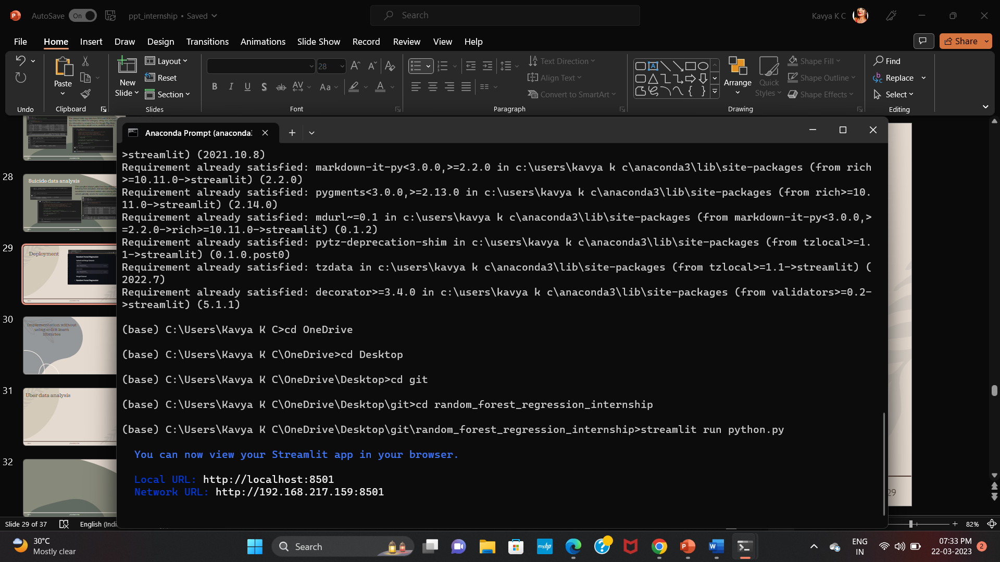 AutoSave On ppt_internship • Saved
Search
Kavya K C
File Home Insert Draw Design Transitions Animations Slide Show Record Review View Help
Share
Paste
New Slide
Layout
Reset
Section
28
B I U S ab AV Aa A
Text Direction
Align Text
Convert to SmartArt
Arrange
Quick Styles
Shape Fill
Shape Outline
Shape Effects
Find
Replace
Select
Undo Clipboard Slides Font Paragraph Drawing Editing
Anaconda Prompt (anaconda:
>streamlit) (2021.10.8)
Requirement already satisfied: markdown-it-py<3.0.0,>=2.2.0 in c:\users\kavya k c\anaconda3\lib\site-packages (from rich
>=10.11.0->streamlit) (2.2.0)
Requirement already satisfied: pygments<3.0.0,>=2.13.0 in c:\users\kavya k c\anaconda3\lib\site-packages (from rich>=10.
11.0->streamlit) (2.14.0)
Requirement already satisfied: mdurl~=0.1 in c:\users\kavya k c\anaconda3\lib\site-packages (from markdown-it-py<3.0.0,>
=2.2.0->rich>=10.11.0->streamlit) (0.1.2)
Requirement already satisfied: pytz-deprecation-shim in c:\users\kavya k c\anaconda3\lib\site-packages (from tzlocal>=1.
1->streamlit) (0.1.0.post0)
Requirement already satisfied: tzdata in c:\users\kavya k c\anaconda3\lib\site-packages (from tzlocal>=1.1->streamlit) (
2022.7)
Requirement already satisfied: decorator>=3.4.0 in c:\users\kavya k c\anaconda3\lib\site-packages (from validators>=0.2-
>streamlit) (5.1.1)
(base) C:\Users\Kavya K C>cd OneDrive
(base) C:\Users\Kavya K C\OneDrive>cd Desktop
(base) C:\Users\Kavya K C\OneDrive\Desktop>cd git
(base) C:\Users\Kavya K C\OneDrive\Desktop\git>cd random_forest_regression_internship
(base) C:\Users\Kavya K C\OneDrive\Desktop\git\random_forest_regression_internship>streamlit run python.py
You can now view your Streamlit app in your browser.
Local URL: http://localhost:8501
Network URL: http://192.168.217.159:8501
28
Suicide data analysis
29
Deployment
Random Forest Regression
Random Forest Regression
30
Implementation without
using scikit learn
libraries
31
Uber data analysis
32
29
Slide 29 of 37
English (Indi
82%
30°C
Mostly clear
Search
myhp
ENG
IN
07:33 PM
22-03-2023
2